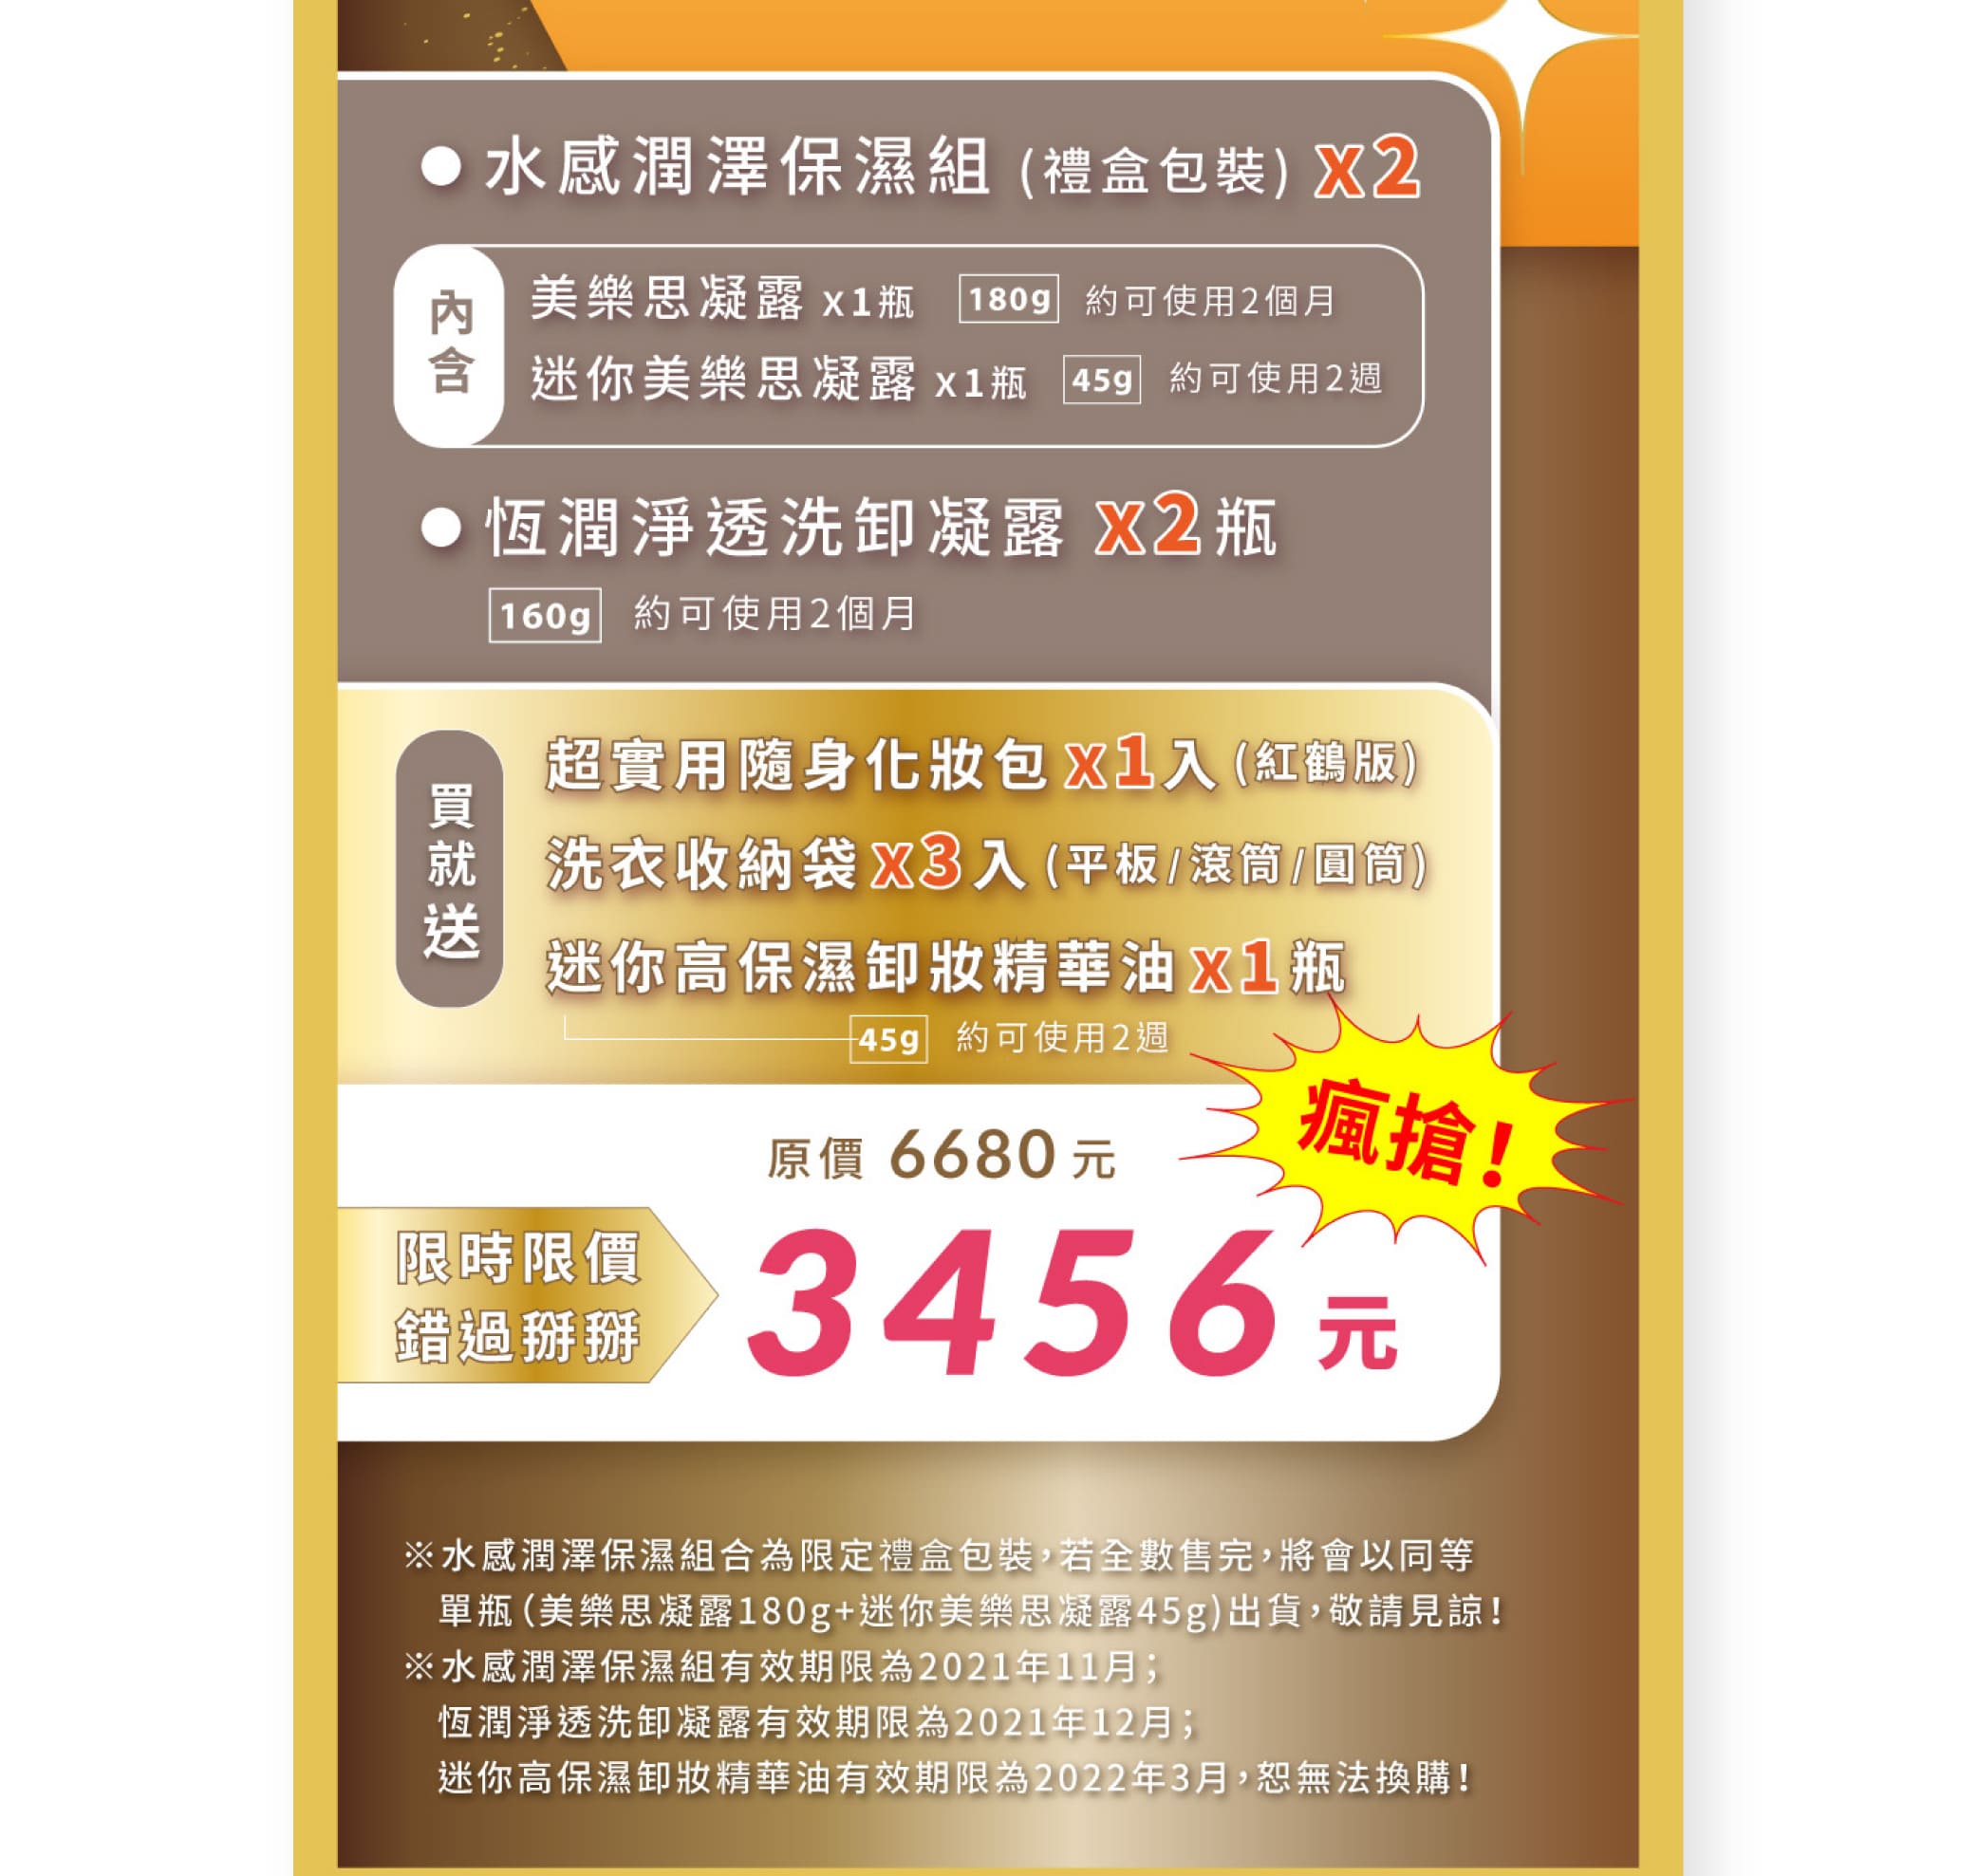 ●水感潤澤保濕組(禮盒包裝)x2
內含
美樂思凝露x1瓶 180g 約可使用2個月
迷你美樂思凝露x1瓶 45g 約可使用2週
●恆潤淨透洗卸凝露x2瓶
160g 約可使用2個月
買就送
超實用隨身化妝包x1入(紅鶴版)
洗衣收納袋x3入(平板/滾筒/圓筒)
迷你高保濕卸妝精華油x1瓶
45g 約可使用2週
瘋搶!
原價 6680元
限時限價
錯過掰掰
3456元
※水感潤澤保濕組合為限定禮盒包裝,若全數售完,將會以同等
單瓶(美樂思凝露180g+迷你美樂思凝露45g)出貨,敬請見諒!
※水感潤澤保濕組有效期限為2021年11月;
恆潤淨透洗卸凝露有效期限為2021年12月;
迷你高保濕卸妝精華油有效期限為2022年3月,恕無法換購!